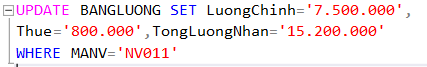 UPDATE BANGLUONG SET LuongChinh='7.500.000',
Thue='800.000',TongLuongNhan='15.200.000'
WHERE MANV='NV011'